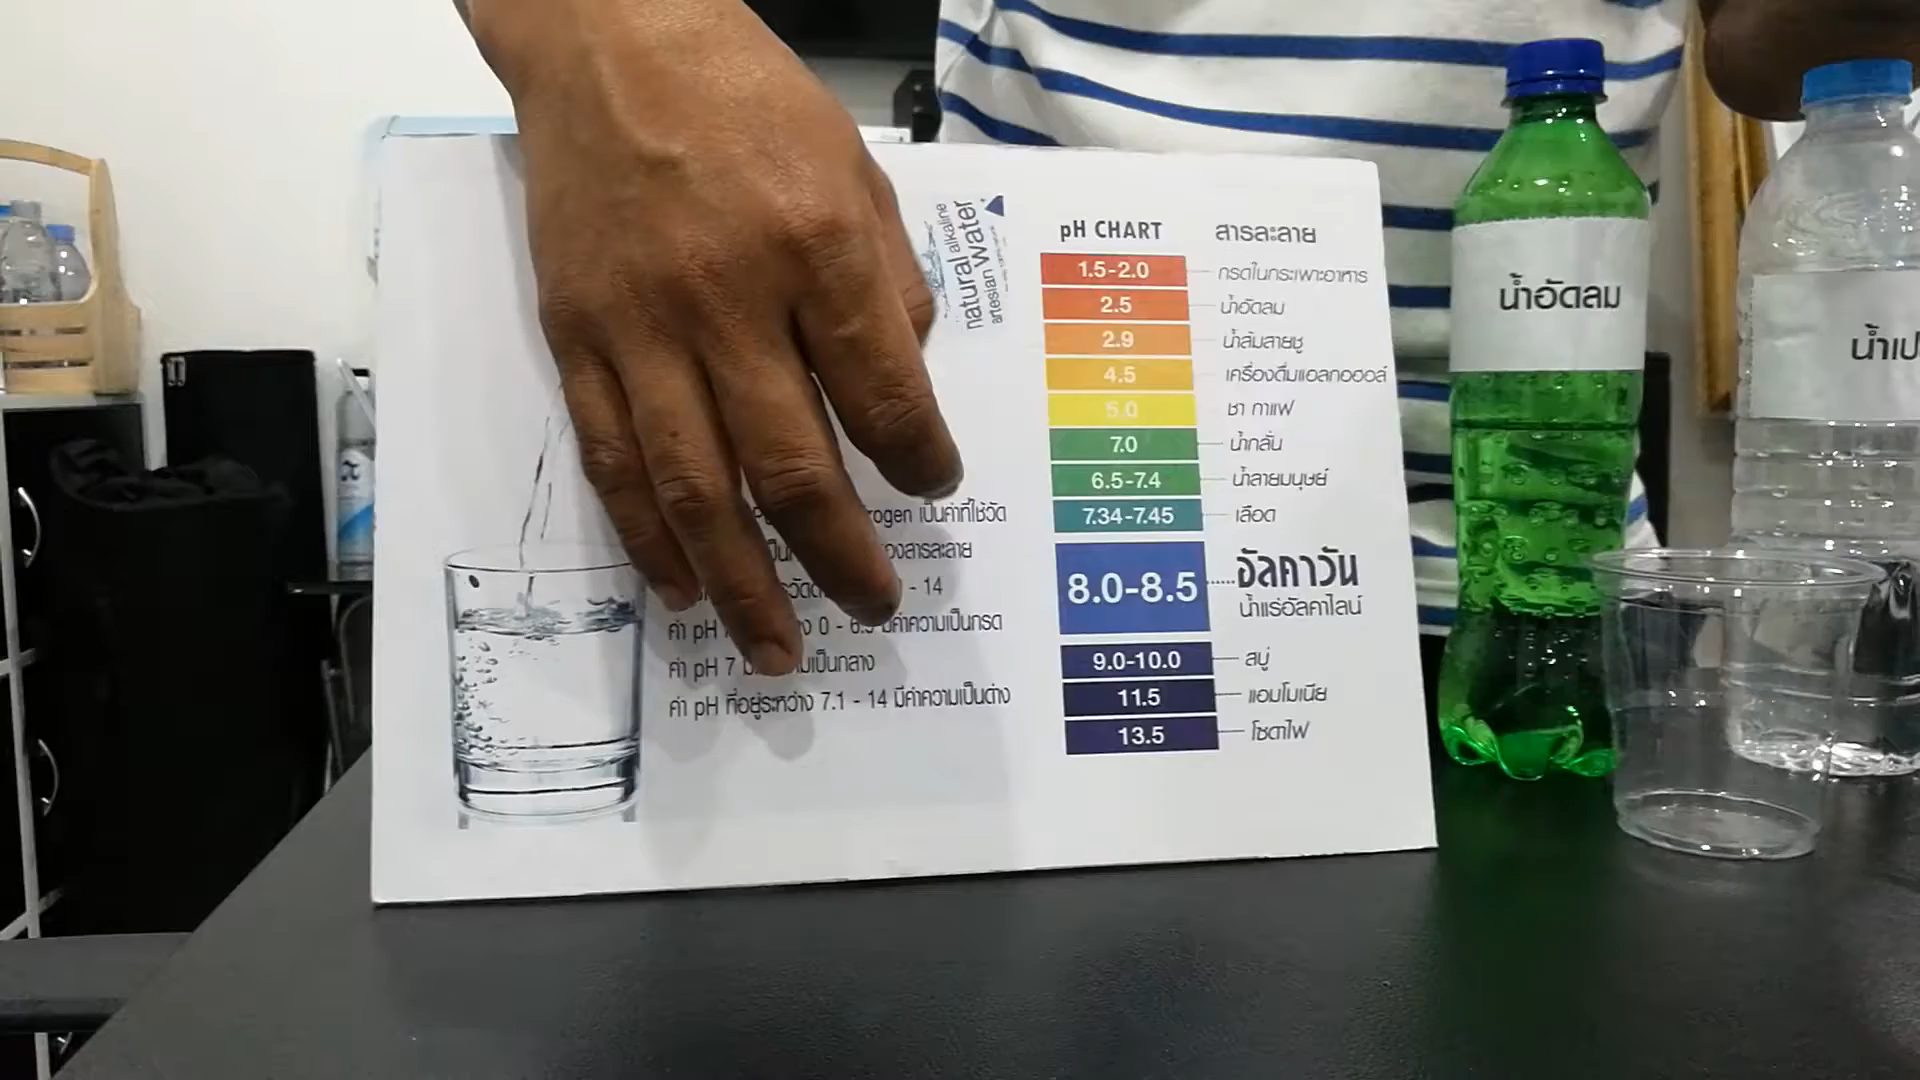 natural alkaline
artesian water
pH CHART สารละลาย
1.5-2.0 กรดในกระเพาะอาหาร
2.5 น้ำอัดลม
2.9 น้ำส้มสายชู
4.5 เครื่องดื่มแอลกอฮอล์
5.0 ชา กาแฟ
7.0 น้ำกลั่น
6.5-7.4 น้ำลายมนุษย์
7.34-7.45 เลือด
8.0-8.5 อัลคาวัน
น้ำแร่อัลคาไลน์
9.0-10.0 สบู่
11.5 แอมโมเนีย
13.5 โซดาไฟ
rogen เป็นค่าที่ใช้วัด
ของสารละลาย
- 14
ค่า pH 0 - 6.9 มีค่าความเป็นกรด
ค่า pH 7 เป็นกลาง
ค่า pH ที่อยู่ระหว่าง 7.1 - 14 มีค่าความเป็นด่าง
น้ำอัดลม